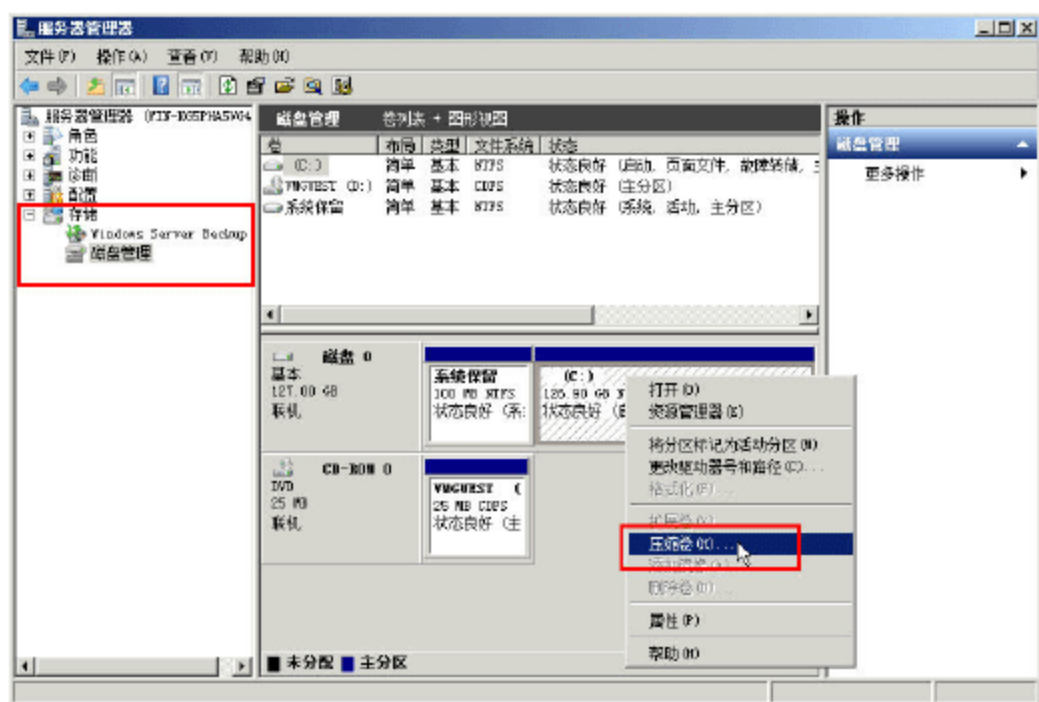 服务器管理器
文件(F) 操作(A) 查看(V) 帮助(H)
服务器管理器
角色
功能
诊断
配置
存储
Windows Server Backup
磁盘管理
磁盘管理 卷列表 + 图形视图
卷 布局 类型 文件系统 状态
(C:) 简单 基本 NTFS 状态良好 (启动, 页面文件, 故障转储, 主
VMGUEST (D:) 简单 基本 CDFS 状态良好 (主分区)
系统保留 简单 基本 NTFS 状态良好 (系统, 活动, 主分区)
磁盘 0
基本
127.00 GB
联机
系统保留
100 MB NTFS
状态良好 (系:
(C:)
126.90 GB N
状态良好 (启
CD-ROM 0
DVD
25 MB
联机
VMGUEST (
25 MB CDFS
状态良好 (主
打开(O)
资源管理器(E)
将分区标记为活动分区(M)
更改驱动器号和路径(C)...
格式化(F)...
扩展卷(X)...
压缩卷(H)...
添加镜像(A)...
删除卷(D)...
属性(P)
帮助(H)
未分配 主分区
操作
磁盘管理
更多操作